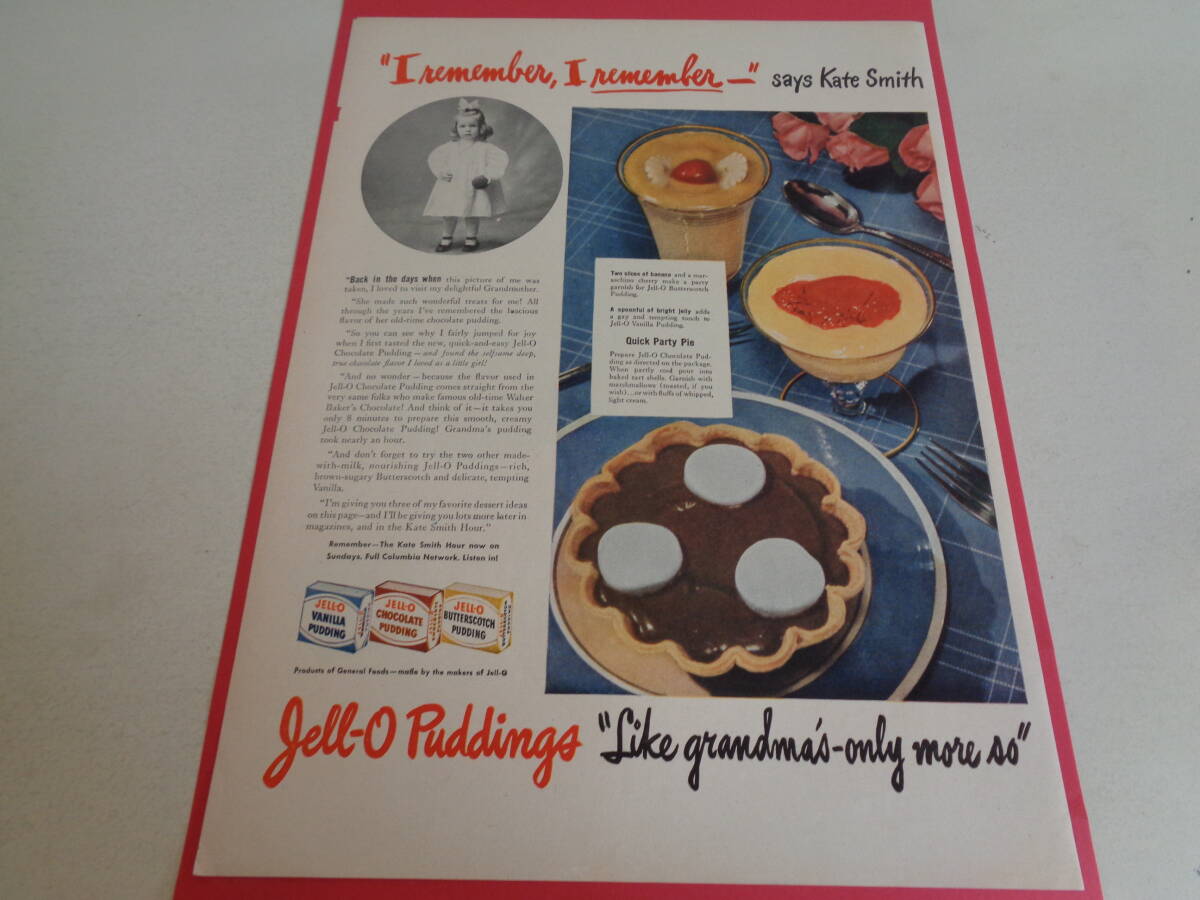 "I remember, I remember—" says Kate Smith
"Back in the days when this picture of me was
taken, I loved to visit my delightful Grandmother.
"She made such wonderful treats for me! All
through the years I've remembered the luscious
flavor of her old-time chocolate pudding.
"So you can see why I fairly jumped for joy
when I first tasted the new, quick-and-easy Jell-O
Chocolate Pudding—and found the selfsame deep,
true chocolate flavor I loved as a little girl!
"And no wonder—because the flavor used in
Jell-O Chocolate Pudding comes straight from the
very same folks who make famous old-time Walter
Baker's Chocolate! And think of it—it takes you
only 8 minutes to prepare this smooth, creamy
Jell-O Chocolate Pudding! Grandma's pudding
took nearly an hour.
"And don't forget to try the two other made-
with-milk, nourishing Jell-O Puddings—rich,
brown-sugary Butterscotch and delicate, tempting
Vanilla.
"I'm giving you three of my favorite dessert ideas
on this page—and I'll be giving you lots more later in
magazines, and in the Kate Smith Hour."
Remember—The Kate Smith Hour now on
Sundays. Full Columbia Network. Listen in!
JELL-O
VANILLA
PUDDING
JELL-O
CHOCOLATE
PUDDING
JELL-O
BUTTERSCOTCH
PUDDING
Products of General Foods—made by the makers of Jell-O
Two slices of banana and a mar-
aschino cherry make a party
garnish for Jell-O Butterscotch
Pudding.
A spoonful of bright jelly adds
a gay and tempting touch to
Jell-O Vanilla Pudding.
Quick Party Pie
Prepare Jell-O Chocolate Pud-
ding as directed on the package.
When partly cool pour into
baked tart shells. Garnish with
marshmallows (toasted, if you
wish)...or with fluffs of whipped,
light cream.
Jell-O Puddings "Like grandma's-only more so"